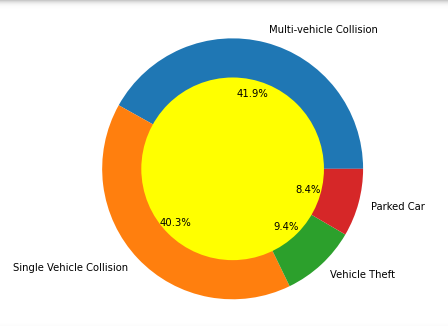 Multi-vehicle Collision
41.9%
8.4%
Parked Car
40.3%
9.4%
Single Vehicle Collision
Vehicle Theft